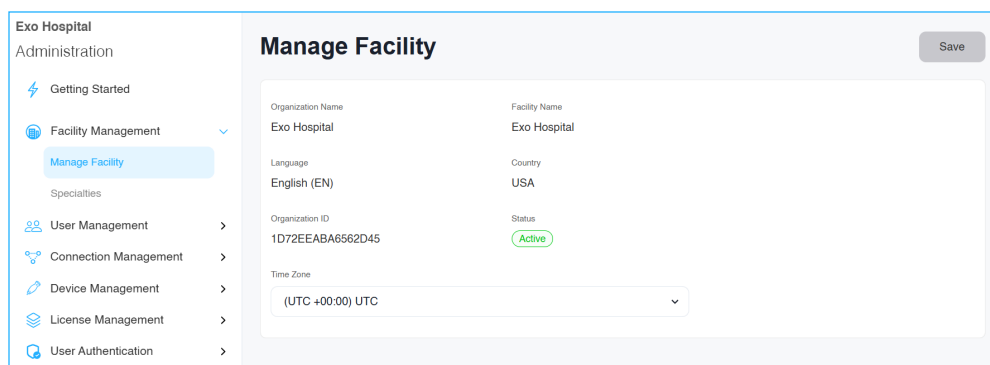 Exo Hospital
Administration
Getting Started
Facility Management
Manage Facility
Specialties
User Management
Connection Management
Device Management
License Management
User Authentication
Manage Facility
Save
Organization Name
Facility Name
Exo Hospital
Exo Hospital
Language
Country
English (EN)
USA
Organization ID
Status
1D72EEABA6562D45
Active
Time Zone
(UTC +00:00) UTC